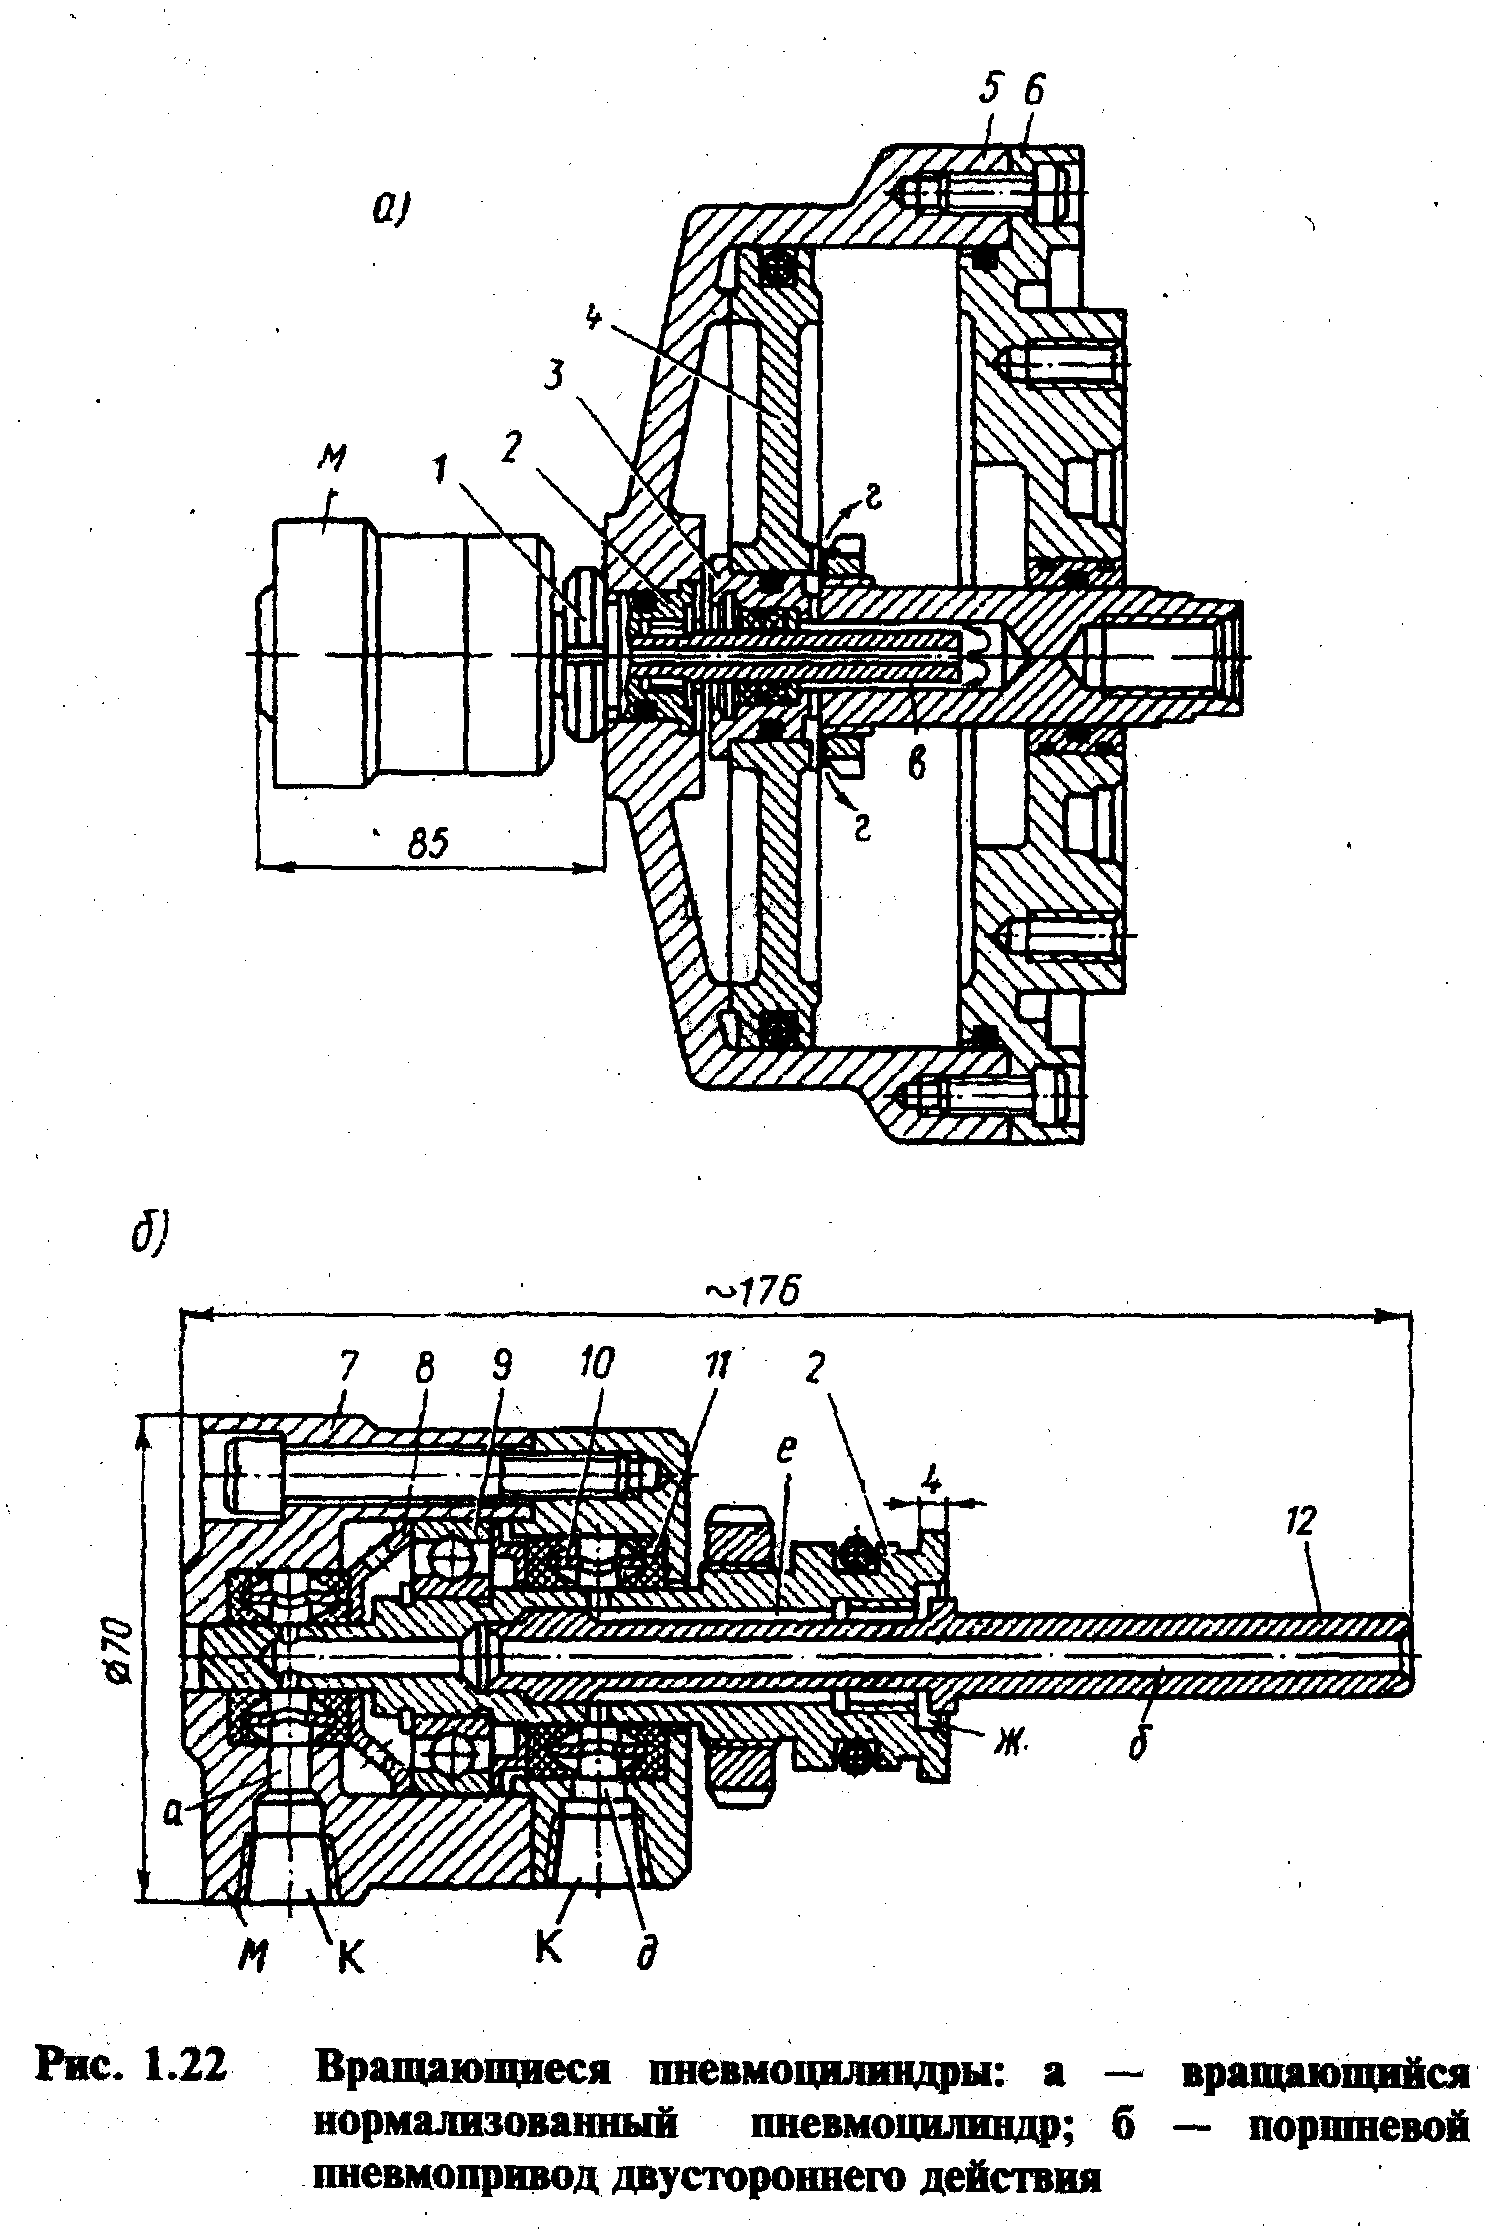 5 6
а)
4
3
2
М
1
г
в
г
85
б)
~176
7 8 9 10 11 2
е
4
12
⌀70
ж.
б
а
К
К
М
д
Рис. 1.22 Вращающиеся пневмоцилиндры: а — вращающийся
нормализованный пневмоцилиндр; б — поршневой
пневмопривод двустороннего действия